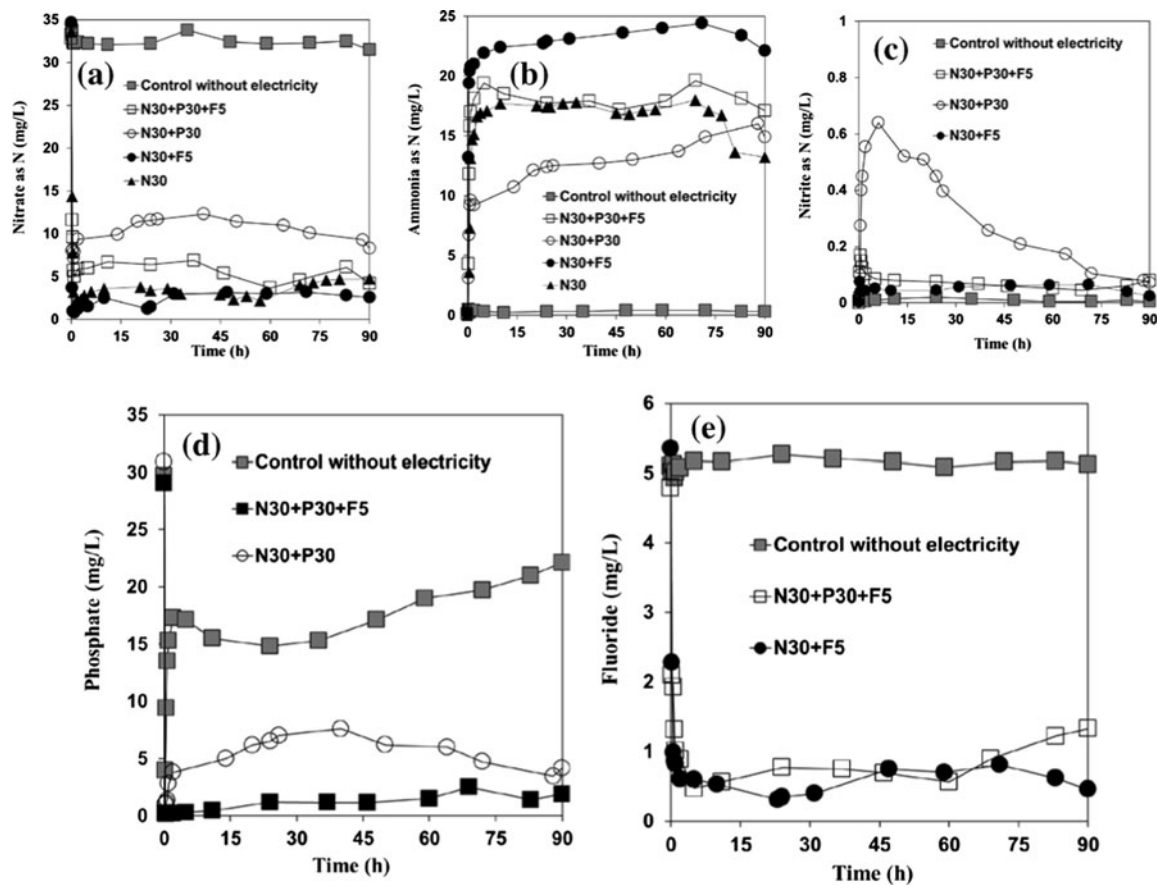 (a)
Nitrate as N (mg/L)
35
30
25
20
15
10
5
0
Control without electricity
N30+P30+F5
N30+P30
N30+F5
N30
0 15 30 45 60 75 90
Time (h)
(b)
Ammonia as N (mg/L)
25
20
15
10
5
0
Control without electricity
N30+P30+F5
N30+P30
N30+F5
N30
0 15 30 45 60 75 90
Time (h)
(c)
Nitrite as N (mg/L)
1
0.8
0.6
0.4
0.2
0
Control without electricity
N30+P30+F5
N30+P30
N30+F5
0 15 30 45 60 75 90
Time (h)
(d)
Phosphate (mg/L)
35
30
25
20
15
10
5
0
Control without electricity
N30+P30+F5
N30+P30
0 15 30 45 60 75 90
Time (h)
(e)
Fluoride (mg/L)
6
5
4
3
2
1
0
Control without electricity
N30+P30+F5
N30+F5
0 15 30 45 60 75 90
Time (h)